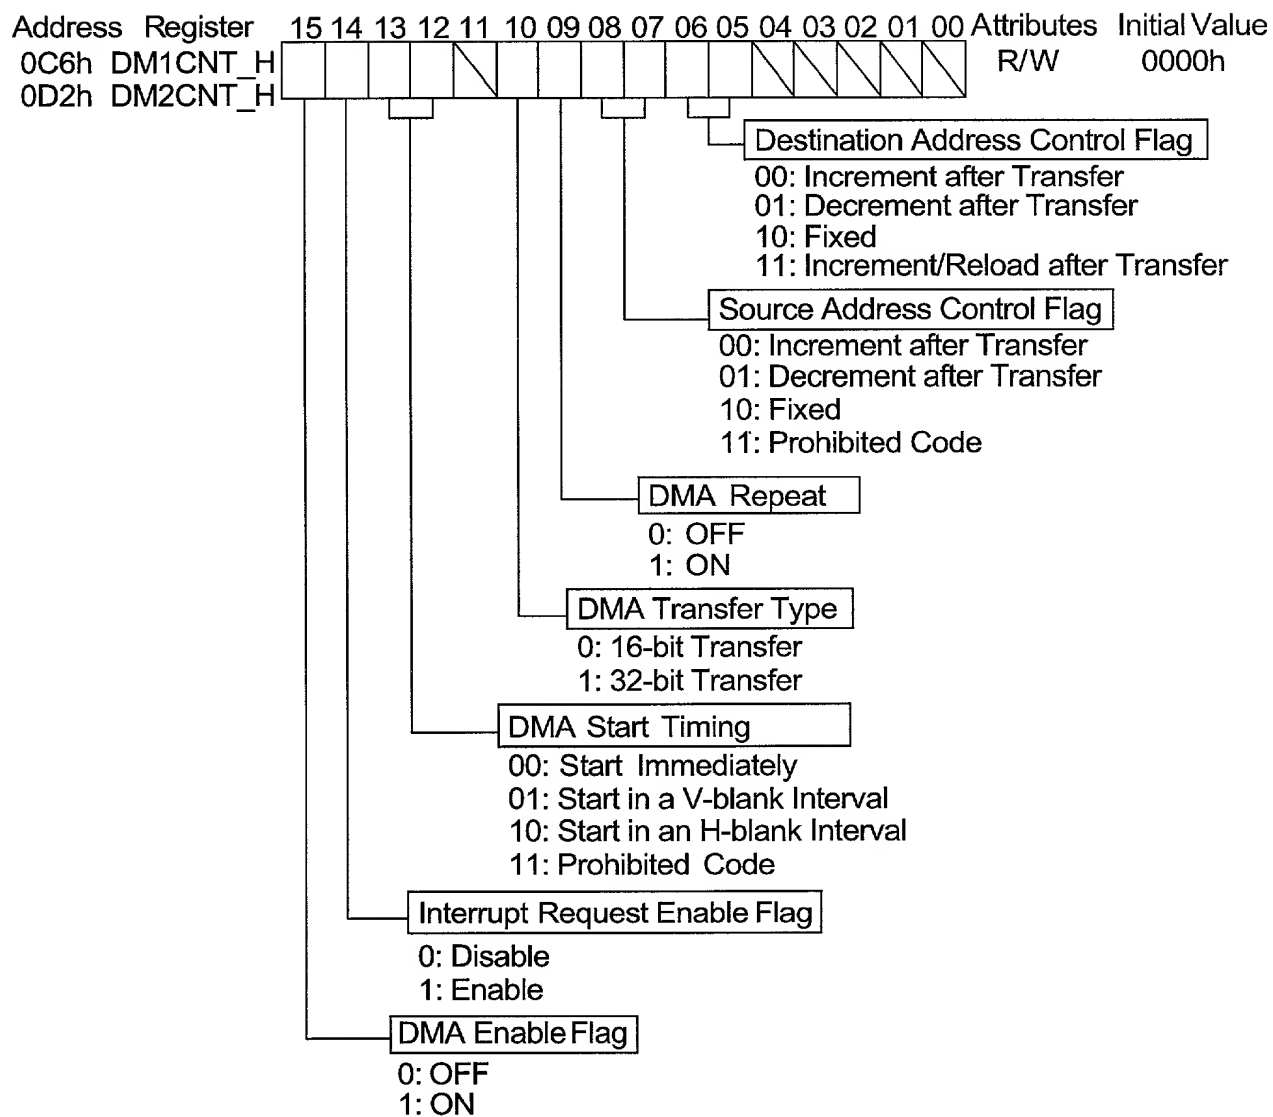 Address Register 15 14 13 12 11 10 09 08 07 06 05 04 03 02 01 00 Attributes Initial Value
0C6h DM1CNT_H R/W 0000h
0D2h DM2CNT_H
Destination Address Control Flag
00: Increment after Transfer
01: Decrement after Transfer
10: Fixed
11: Increment/Reload after Transfer
Source Address Control Flag
00: Increment after Transfer
01: Decrement after Transfer
10: Fixed
11: Prohibited Code
DMA Repeat
0: OFF
1: ON
DMA Transfer Type
0: 16-bit Transfer
1: 32-bit Transfer
DMA Start Timing
00: Start Immediately
01: Start in a V-blank Interval
10: Start in an H-blank Interval
11: Prohibited Code
Interrupt Request Enable Flag
0: Disable
1: Enable
DMA Enable Flag
0: OFF
1: ON